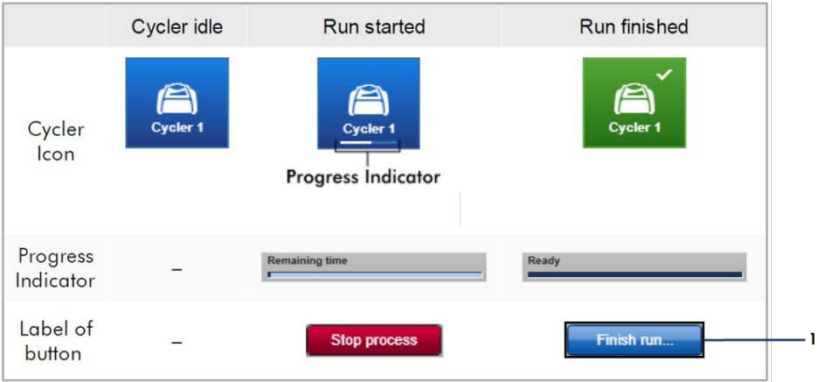 Cycler idle
Run started
Run finished
Cycler
Icon
Cycler 1
Cycler 1
Cycler 1
Progress Indicator
Progress
Indicator
–
Remaining time
Ready
Label of
button
–
Stop process
Finish run...
1